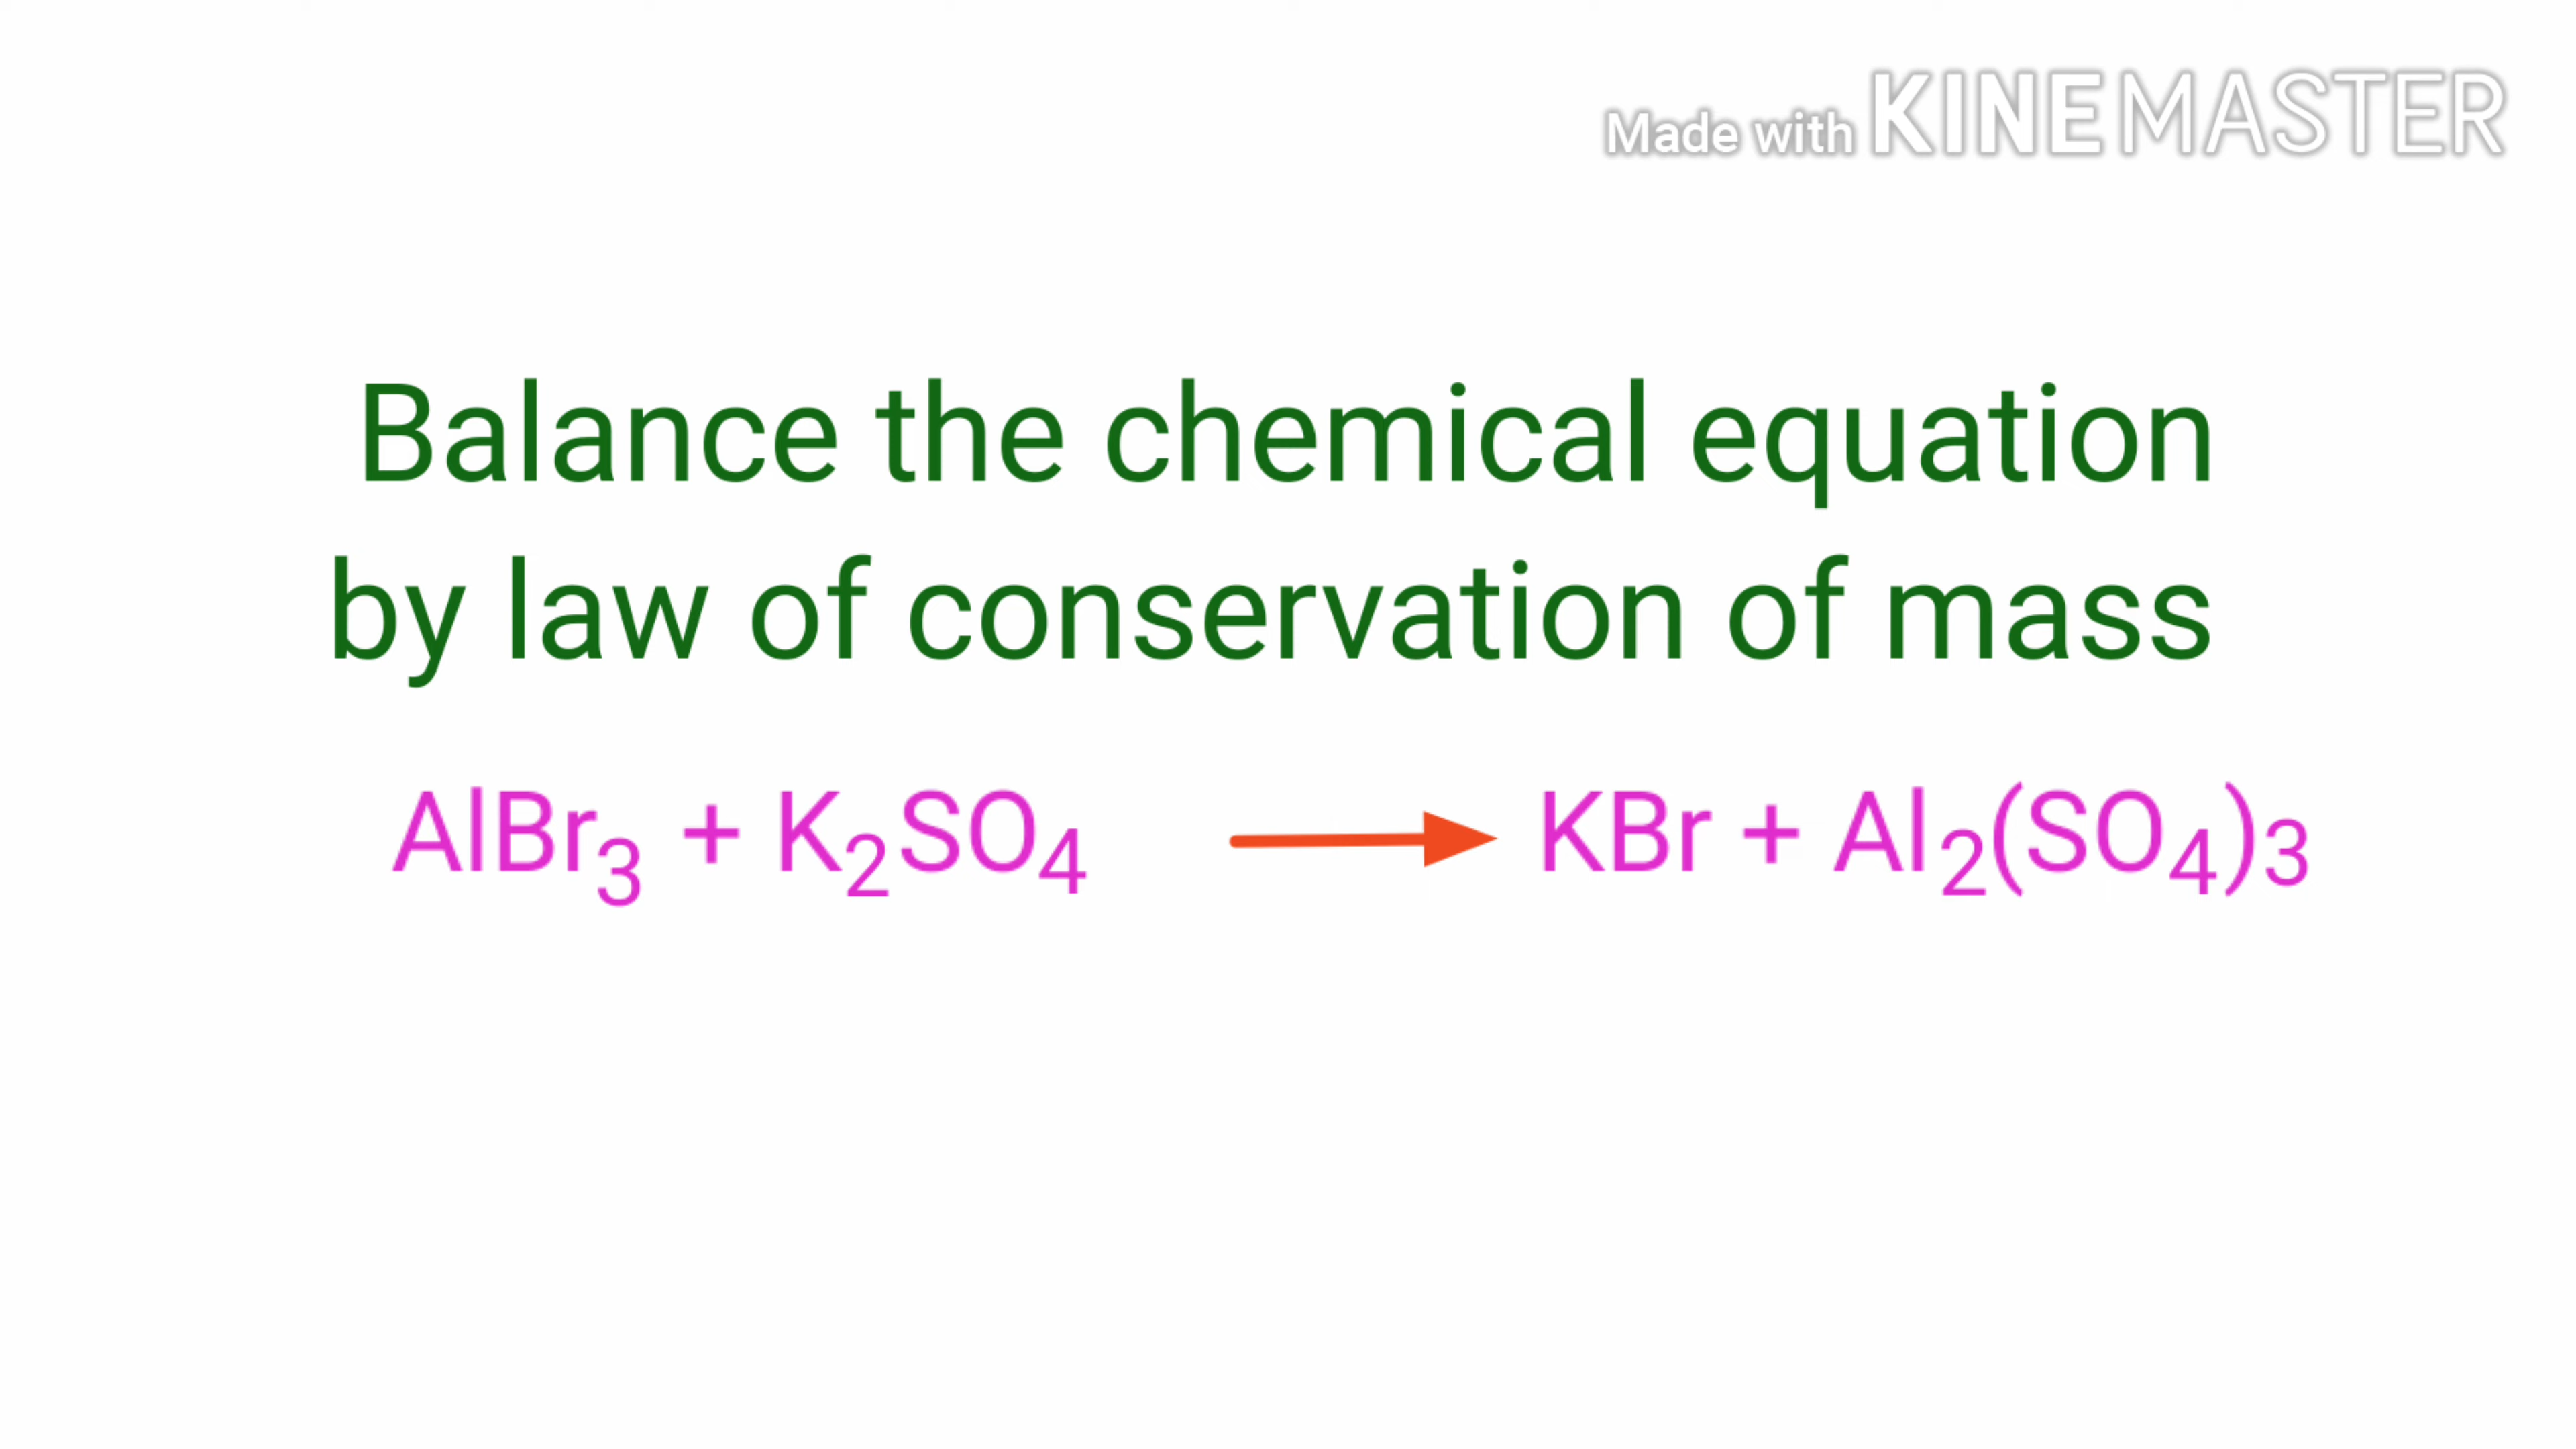 Made with KINEMASTER
Balance the chemical equation
by law of conservation of mass
AlBr₃ + K₂SO₄ → KBr + Al₂(SO₄)₃